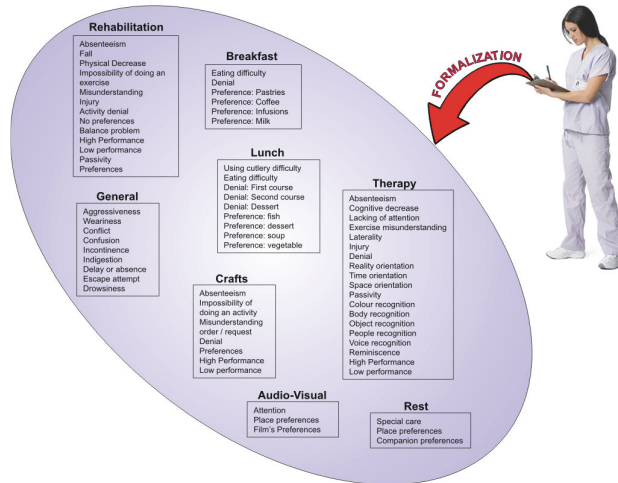 Rehabilitation
Absenteeism
Fall
Physical Decrease
Impossibility of doing an
exercise
Misunderstanding
Injury
Activity denial
No preferences
Balance problem
High Performance
Low performance
Passivity
Preferences
Breakfast
Eating difficulty
Denial
Preference: Pastries
Preference: Coffee
Preference: Infusions
Preference: Milk
FORMALIZATION
Lunch
Using cutlery difficulty
Eating difficulty
Denial: First course
Denial: Second course
Denial: Dessert
Preference: fish
Preference: dessert
Preference: soup
Preference: vegetable
General
Aggressiveness
Weariness
Conflict
Confusion
Incontinence
Indigestion
Delay or absence
Escape attempt
Drowsiness
Therapy
Absenteeism
Cognitive decrease
Lacking of attention
Exercise misunderstanding
Laterality
Injury
Denial
Reality orientation
Time orientation
Space orientation
Passivity
Colour recognition
Body recognition
Object recognition
People recognition
Voice recognition
Reminiscence
High Performance
Low performance
Crafts
Absenteeism
Impossibility of
doing an activity
Misunderstanding
order / request
Denial
Preferences
High Performance
Low performance
Audio-Visual
Attention
Place preferences
Film's Preferences
Rest
Special care
Place preferences
Companion preferences